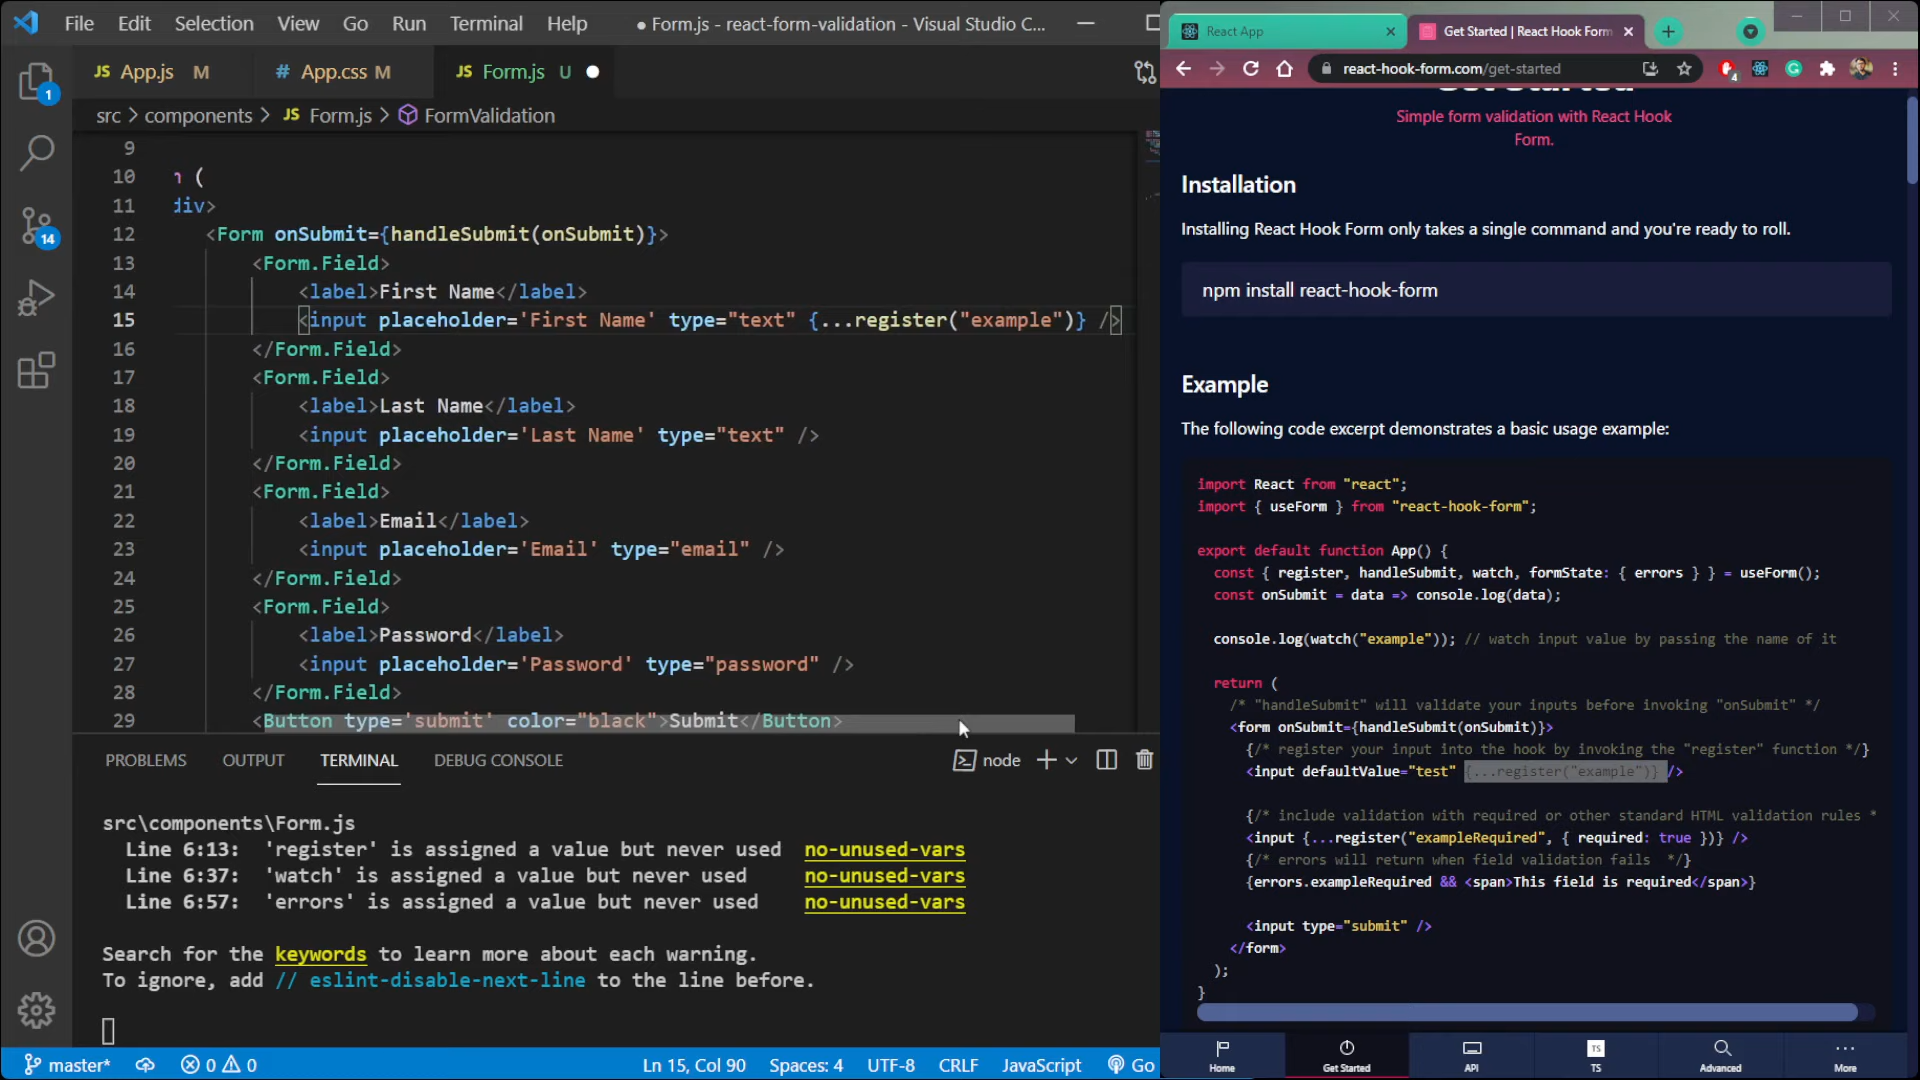 File Edit Selection View Go Run Terminal Help
● Form.js - react-form-validation - Visual Studio C...
JS App.js M
# App.css M
JS Form.js U
src > components > JS Form.js > FormValidation
1
14
9
10 (
11 div>
12 <Form onSubmit={handleSubmit(onSubmit)}>
13 <Form.Field>
14 <label>First Name</label>
15 <input placeholder='First Name' type="text" {...register("example")} />
16 </Form.Field>
17 <Form.Field>
18 <label>Last Name</label>
19 <input placeholder='Last Name' type="text" />
20 </Form.Field>
21 <Form.Field>
22 <label>Email</label>
23 <input placeholder='Email' type="email" />
24 </Form.Field>
25 <Form.Field>
26 <label>Password</label>
27 <input placeholder='Password' type="password" />
28 </Form.Field>
29 <Button type='submit' color="black">Submit</Button>
PROBLEMS OUTPUT TERMINAL DEBUG CONSOLE
node
src\components\Form.js
Line 6:13: 'register' is assigned a value but never used no-unused-vars
Line 6:37: 'watch' is assigned a value but never used no-unused-vars
Line 6:57: 'errors' is assigned a value but never used no-unused-vars
Search for the keywords to learn more about each warning.
To ignore, add // eslint-disable-next-line to the line before.
master* 0 0
Ln 15, Col 90 Spaces: 4 UTF-8 CRLF JavaScript Go
React App
Get Started | React Hook Form
react-hook-form.com/get-started
4
Get Started
Simple form validation with React Hook
Form.
Installation
Installing React Hook Form only takes a single command and you're ready to roll.
npm install react-hook-form
Example
The following code excerpt demonstrates a basic usage example:
import React from "react";
import { useForm } from "react-hook-form";
export default function App() {
const { register, handleSubmit, watch, formState: { errors } } = useForm();
const onSubmit = data => console.log(data);
console.log(watch("example")); // watch input value by passing the name of it
return (
/* "handleSubmit" will validate your inputs before invoking "onSubmit" */
<form onSubmit={handleSubmit(onSubmit)}>
{/* register your input into the hook by invoking the "register" function */}
<input defaultValue="test" {...register("example")} />
{/* include validation with required or other standard HTML validation rules *
<input {...register("exampleRequired", { required: true })} />
{/* errors will return when field validation fails */}
{errors.exampleRequired && <span>This field is required</span>}
<input type="submit" />
</form>
);
}
Home
Get Started
API
TS
TS
Advanced
More